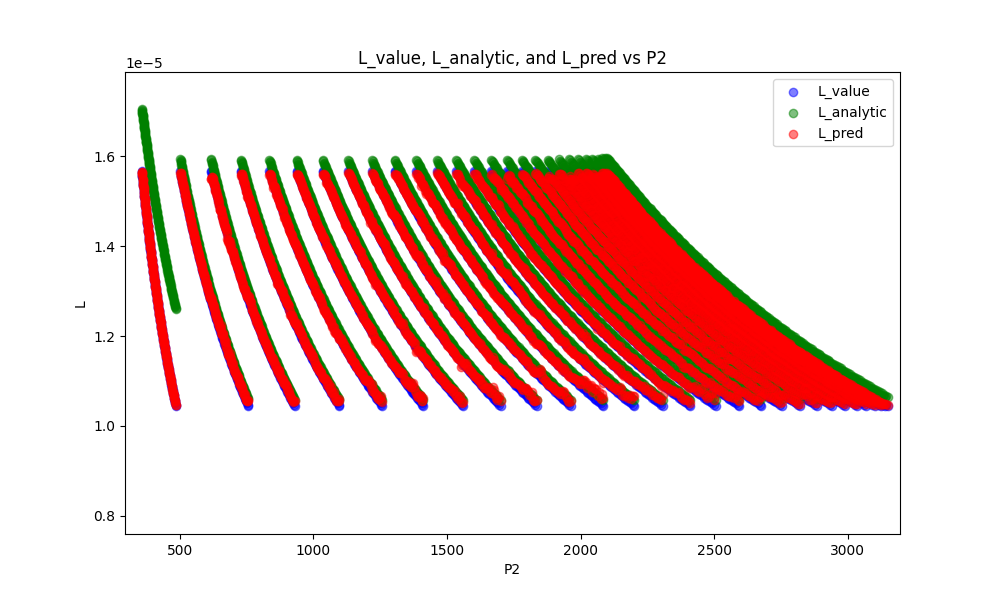 L_value, L_analytic, and L_pred vs P2
1e−5
L_value
L_analytic
L_pred
1.6
1.4
1.2
1.0
0.8
L
500 1000 1500 2000 2500 3000
P2